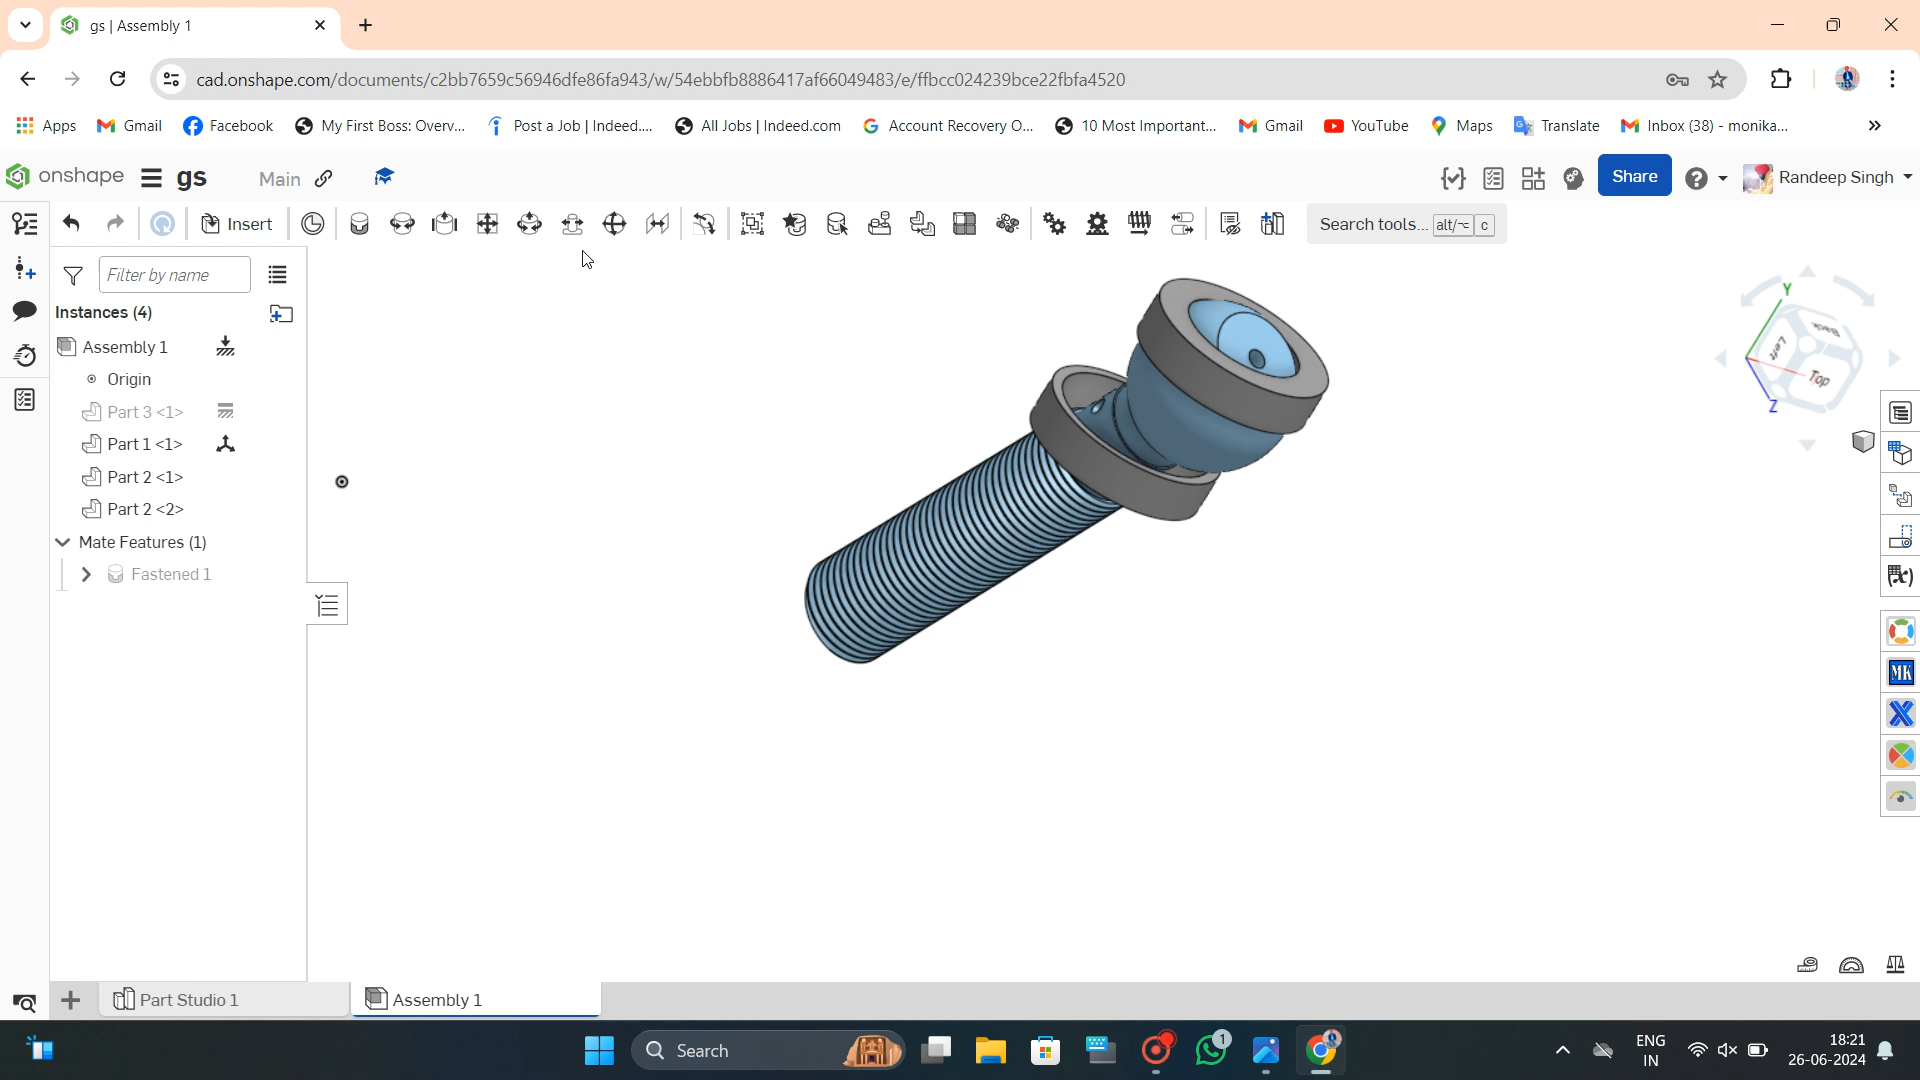 gs | Assembly 1
cad.onshape.com/documents/c2bb7659c56946dfe86fa943/w/54ebbfb8886417af66049483/e/ffbcc024239bce22fbfa4520
Apps Gmail Facebook My First Boss: Overv... Post a Job | Indeed.... All Jobs | Indeed.com Account Recovery O... 10 Most Important... Gmail YouTube Maps Translate Inbox (38) - monika...
onshape gs Main Share Randeep Singh
Insert Search tools... alt/⌥ c
Filter by name
Instances (4)
Assembly 1
Origin
Part 3 <1>
Part 1 <1>
Part 2 <1>
Part 2 <2>
Mate Features (1)
Fastened 1
Y
Back
Left
Top
Z
(x)
MK
Part Studio 1 Assembly 1
Search
1
ENG
IN
18:21
26-06-2024